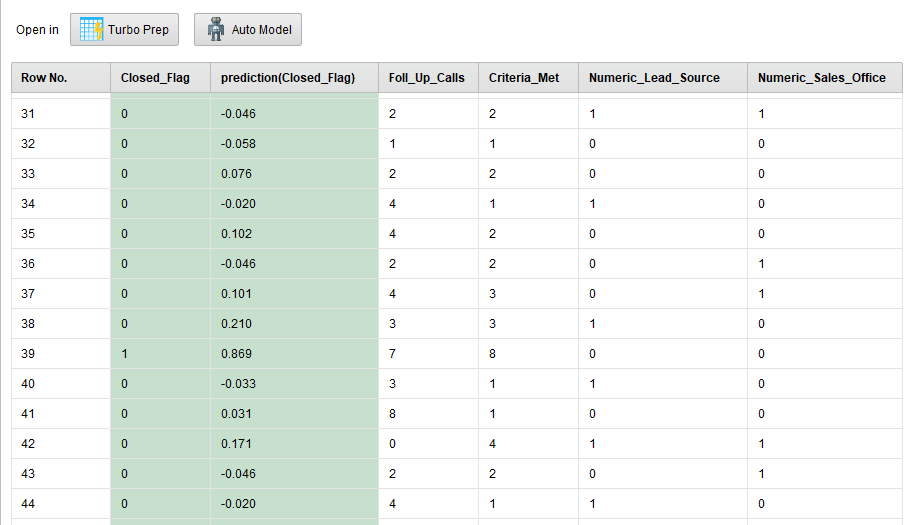 Open in Turbo Prep Auto Model
Row No. Closed_Flag prediction(Closed_Flag) Foll_Up_Calls Criteria_Met Numeric_Lead_Source Numeric_Sales_Office
31 0 -0.046 2 2 1 1
32 0 -0.058 1 1 0 0
33 0 0.076 2 2 0 0
34 0 -0.020 4 1 1 0
35 0 0.102 4 2 0 0
36 0 -0.046 2 2 0 1
37 0 0.101 4 3 0 1
38 0 0.210 3 3 1 0
39 1 0.869 7 8 0 0
40 0 -0.033 3 1 1 0
41 0 0.031 8 1 0 0
42 0 0.171 0 4 1 1
43 0 -0.046 2 2 0 1
44 0 -0.020 4 1 1 0